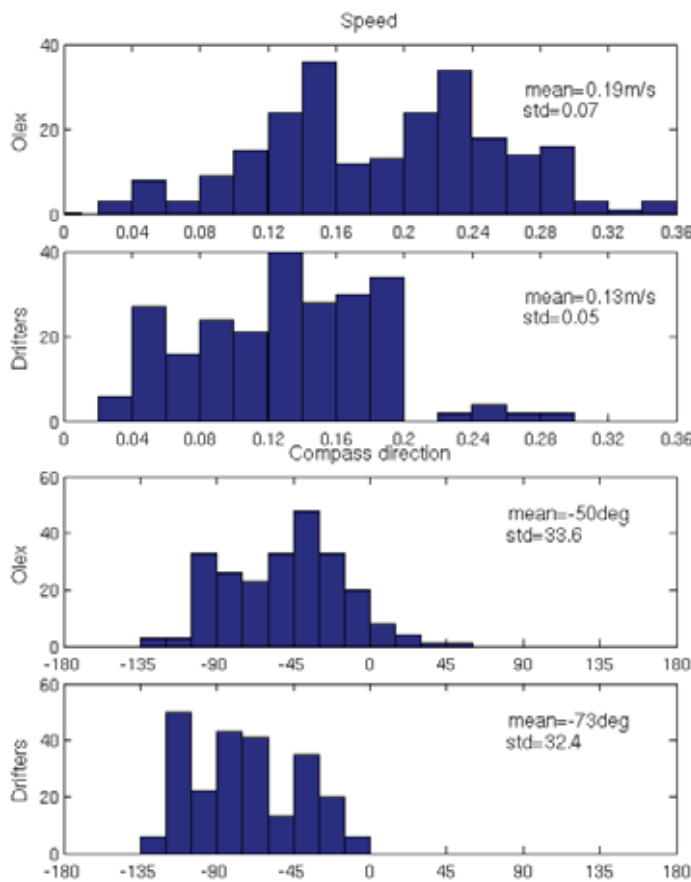 Speed
40
20
0
Olex
mean=0.19m/s
std=0.07
0 0.04 0.08 0.12 0.16 0.2 0.24 0.28 0.32 0.36
40
20
0
Drifters
mean=0.13m/s
std=0.05
0 0.04 0.08 0.12 0.16 0.2 0.24 0.28 0.32 0.36
Compass direction
60
40
20
0
Olex
mean=-50deg
std=33.6
-180 -135 -90 -45 0 45 90 135 180
60
40
20
0
Drifters
mean=-73deg
std=32.4
-180 -135 -90 -45 0 45 90 135 180